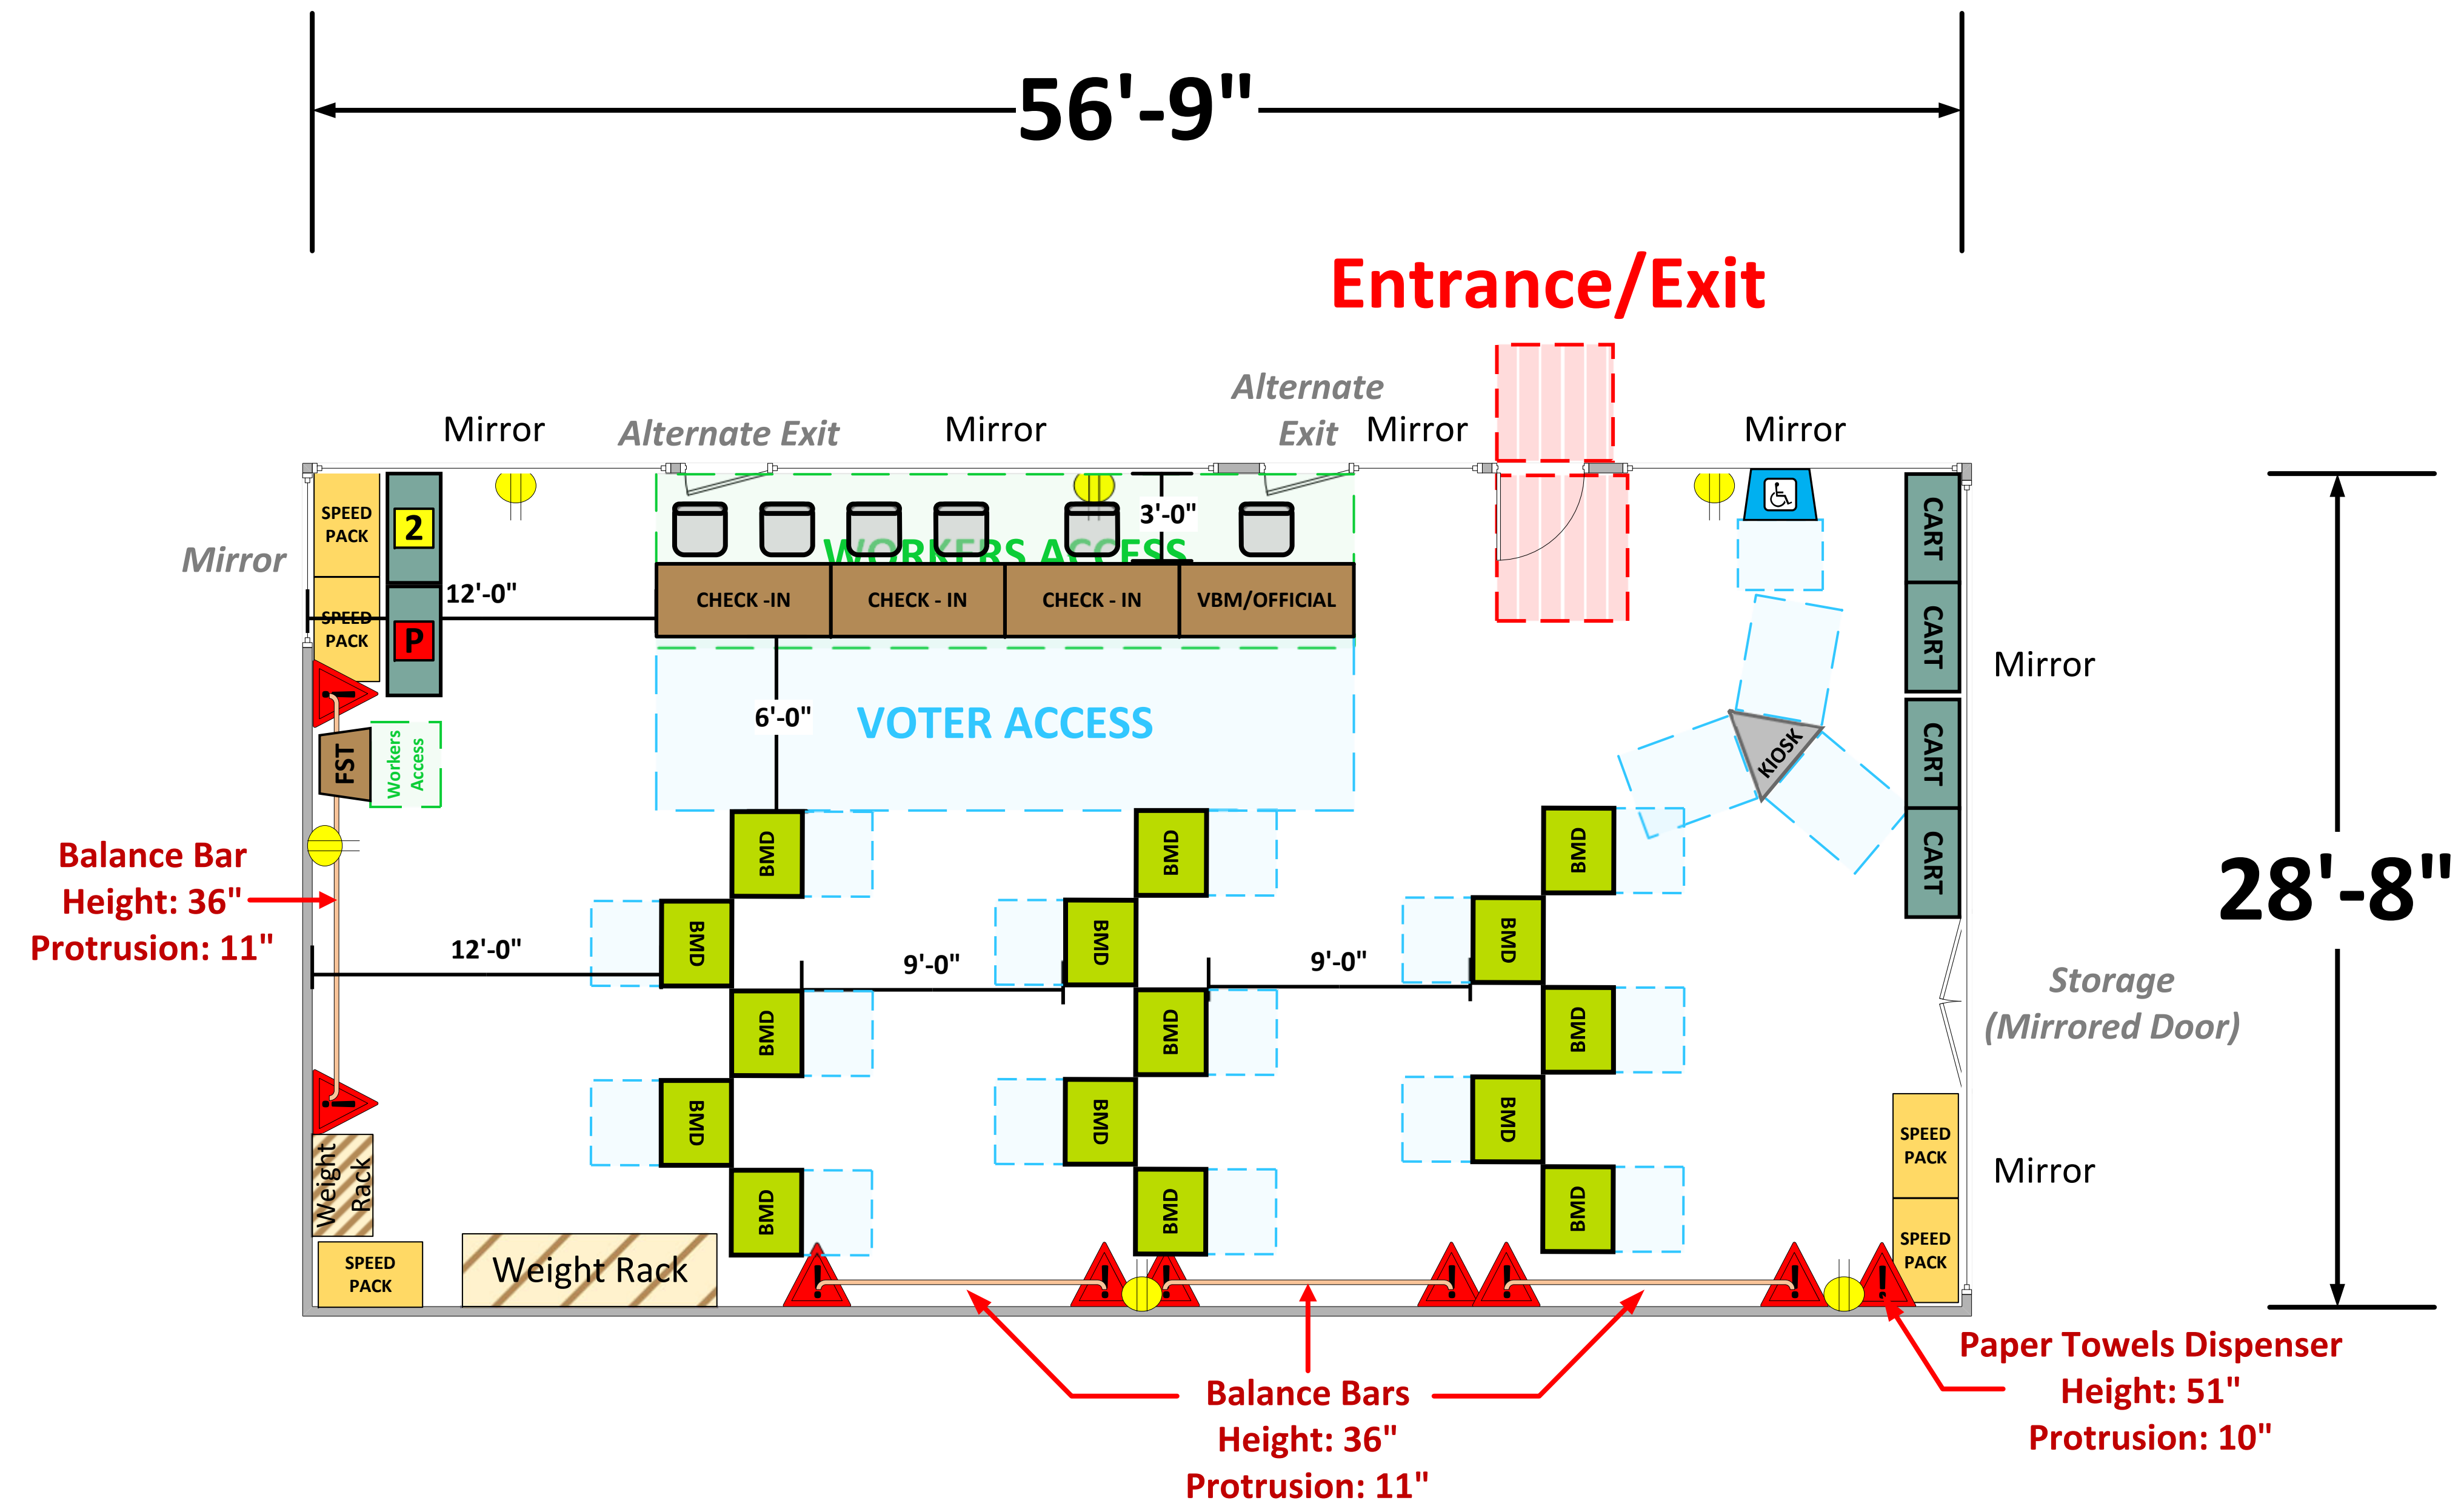 56'-9"
Entrance/Exit
Alternate
Exit
Mirror
Alternate Exit
Mirror
Mirror
Mirror
Mirror
SPEED
PACK
2
SPEED
PACK
P
12'-0"
3'-0"
WORKERS ACCESS
CHECK -IN
CHECK - IN
CHECK - IN
VBM/OFFICIAL
CART
CART
CART
CART
Mirror
6'-0"
VOTER ACCESS
KIOSK
FST
Workers
Access
Balance Bar
Height: 36"
Protrusion: 11"
28'-8"
BMD
BMD
BMD
BMD
BMD
BMD
12'-0"
9'-0"
9'-0"
Storage
(Mirrored Door)
BMD
BMD
BMD
BMD
BMD
BMD
BMD
BMD
BMD
SPEED
PACK
Mirror
SPEED
PACK
Weight
Rack
SPEED
PACK
Weight Rack
!
!
!
!
!
!
!
!
!
Balance Bars
Height: 36"
Protrusion: 11"
Paper Towels Dispenser
Height: 51"
Protrusion: 10"